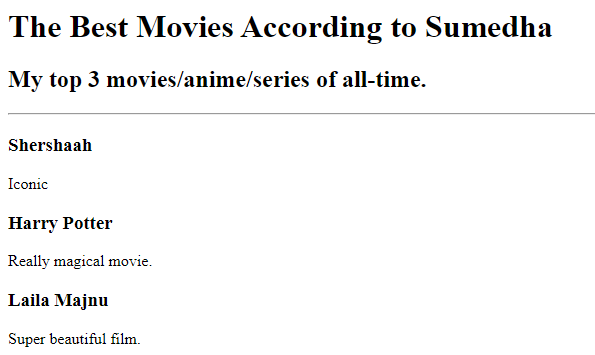 The Best Movies According to Sumedha
My top 3 movies/anime/series of all-time.
Shershaah
Iconic
Harry Potter
Really magical movie.
Laila Majnu
Super beautiful film.